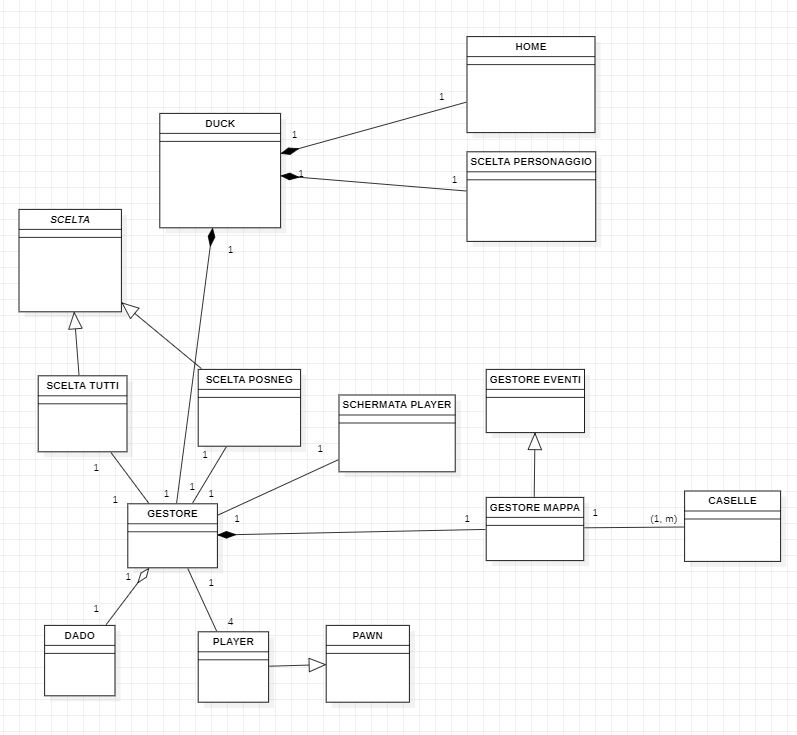 HOME
1
DUCK
1
SCELTA PERSONAGGIO
1
1
SCELTA
1
SCELTA TUTTI
SCELTA POSNEG
GESTORE EVENTI
SCHERMATA PLAYER
1
1
1
1
1
1
1
GESTORE
1
1
GESTORE MAPPA
1
(1, m)
CASELLE
1
1
1
4
DADO
PLAYER
PAWN